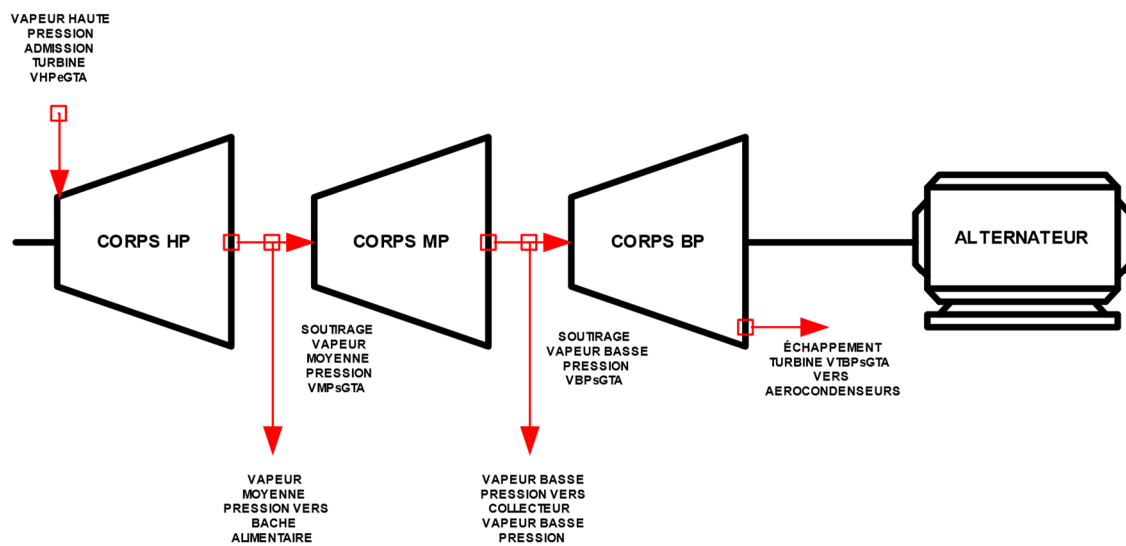 VAPEUR HAUTE
PRESSION
ADMISSION
TURBINE
VHPeGTA
CORPS HP
CORPS MP
CORPS BP
ALTERNATEUR
SOUTIRAGE
VAPEUR
MOYENNE
PRESSION
VMPsGTA
SOUTIRAGE
VAPEUR BASSE
PRESSION
VBPsGTA
ÉCHAPPEMENT
TURBINE VTBPsGTA
VERS
AEROCONDENSEURS
VAPEUR
MOYENNE
PRESSION VERS
BACHE
ALIMENTAIRE
VAPEUR BASSE
PRESSION VERS
COLLECTEUR
VAPEUR BASSE
PRESSION